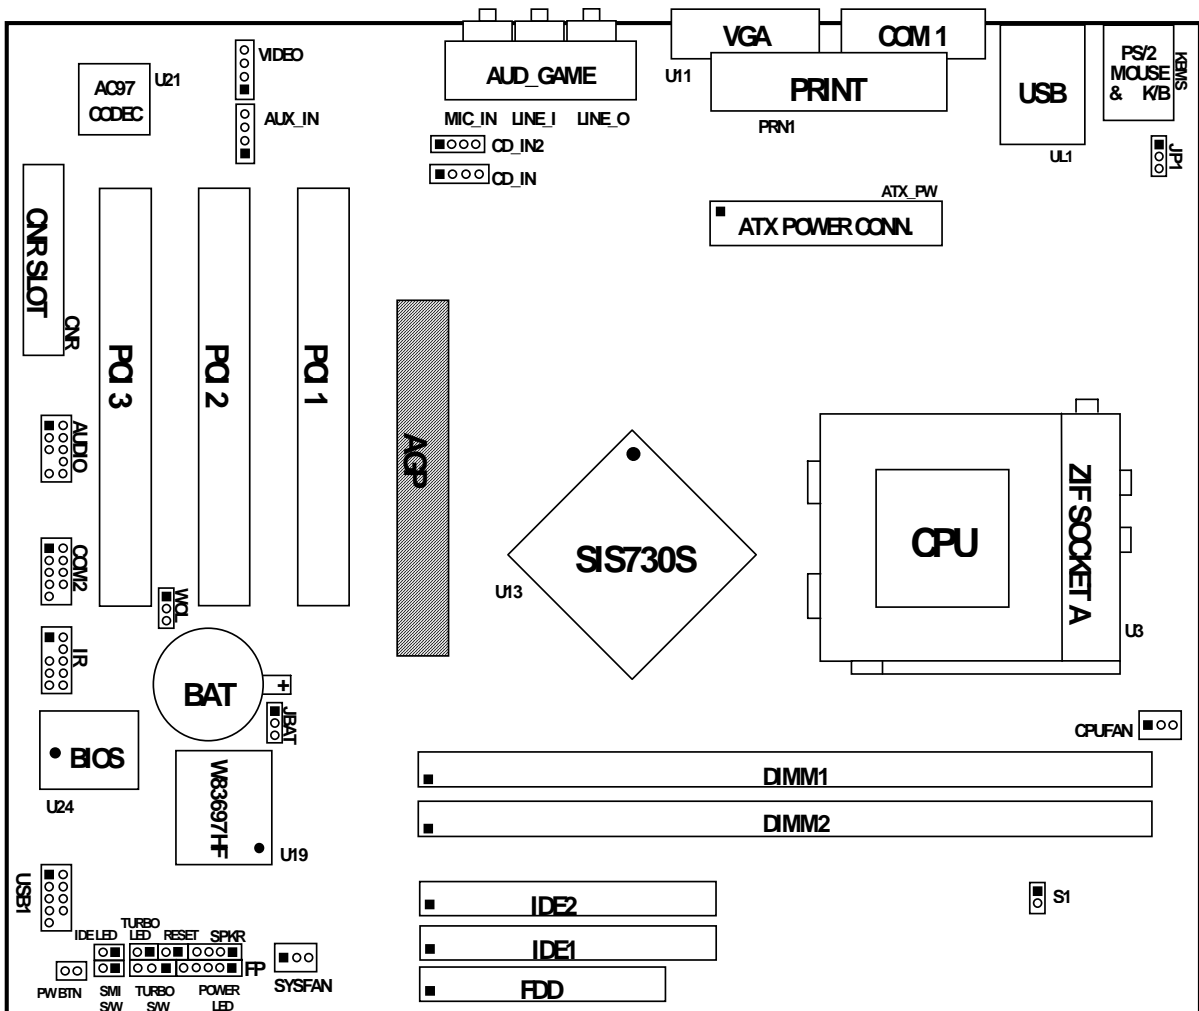 VGA
COM 1
PS/2
MOUSE
& K/B
KBMS
VIDEO
U21
AC97
CODEC
AUD_GAME
U11
PRINT
USB
AUX_IN
MIC_IN
LINE_I
LINE_O
PRN1
CD_IN2
CD_IN
UL1
JP1
ATX_PW
ATX POWER CONN.
CNR SLOT
CNR
PCI 3
PCI 2
PCI 1
AGP
AUDIO
SIS730S
U13
CPU
ZIF SOCKET A
U3
COM2
WOL
IR
BAT
+
JBAT
CPUFAN
BIOS
U24
W83697HF
U19
DIMM1
DIMM2
USB1
IDE2
S1
IDE LED
TURBO
LED
RESET
SPKR
IDE1
FP
PW BTN
SMI
S/W
TURBO
S/W
POWER
LED
SYSFAN
FDD